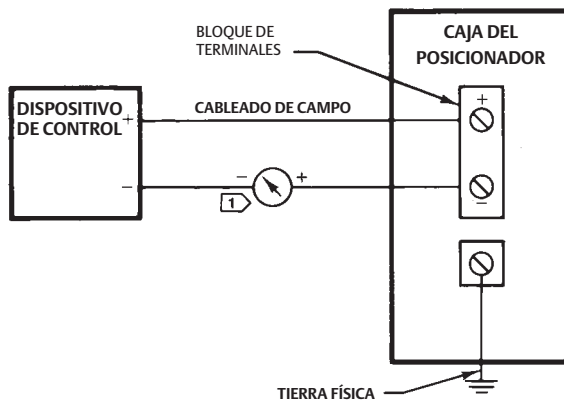 BLOQUE DE
TERMINALES
CAJA DEL
POSICIONADOR
DISPOSITIVO
DE CONTROL
+
CABLEADO DE CAMPO
+
−
− +
1
−
TIERRA FÍSICA